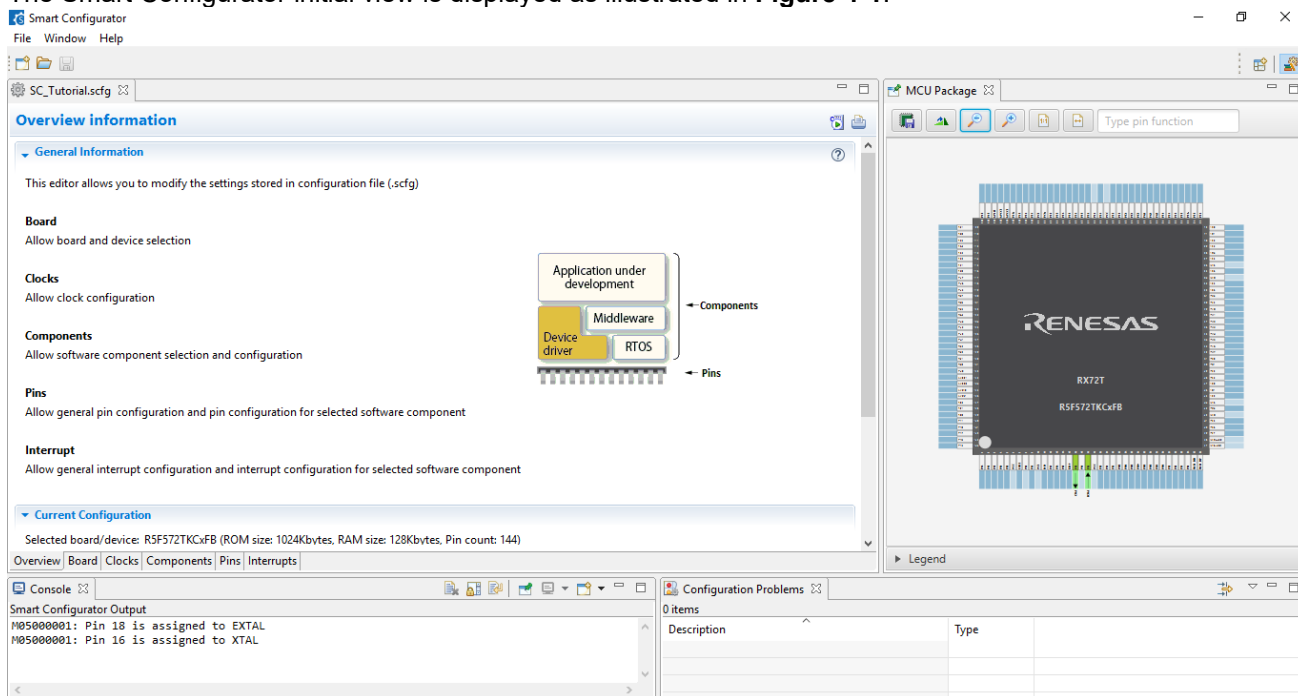 The Smart Configurator initial view is displayed as illustrated in
Smart Configurator
File Window Help
SC_Tutorial.scfg
Overview information
General Information
This editor allows you to modify the settings stored in configuration file (.scfg)
Board
Allow board and device selection
Clocks
Allow clock configuration
Components
Allow software component selection and configuration
Pins
Allow general pin configuration and pin configuration for selected software component
Interrupt
Allow general interrupt configuration and interrupt configuration for selected software component
Application under
development
Middleware
Device
driver
RTOS
Components
Pins
Current Configuration
Selected board/device: R5F572TKCxFB (ROM size: 1024Kbytes, RAM size: 128Kbytes, Pin count: 144)
Overview Board Clocks Components Pins Interrupts
MCU Package
Type pin function
RENESAS
RX72T
R5F572TKCxFB
Legend
Console
Smart Configurator Output
M05000001: Pin 18 is assigned to EXTAL
M05000001: Pin 16 is assigned to XTAL
Configuration Problems
0 items
Description Type